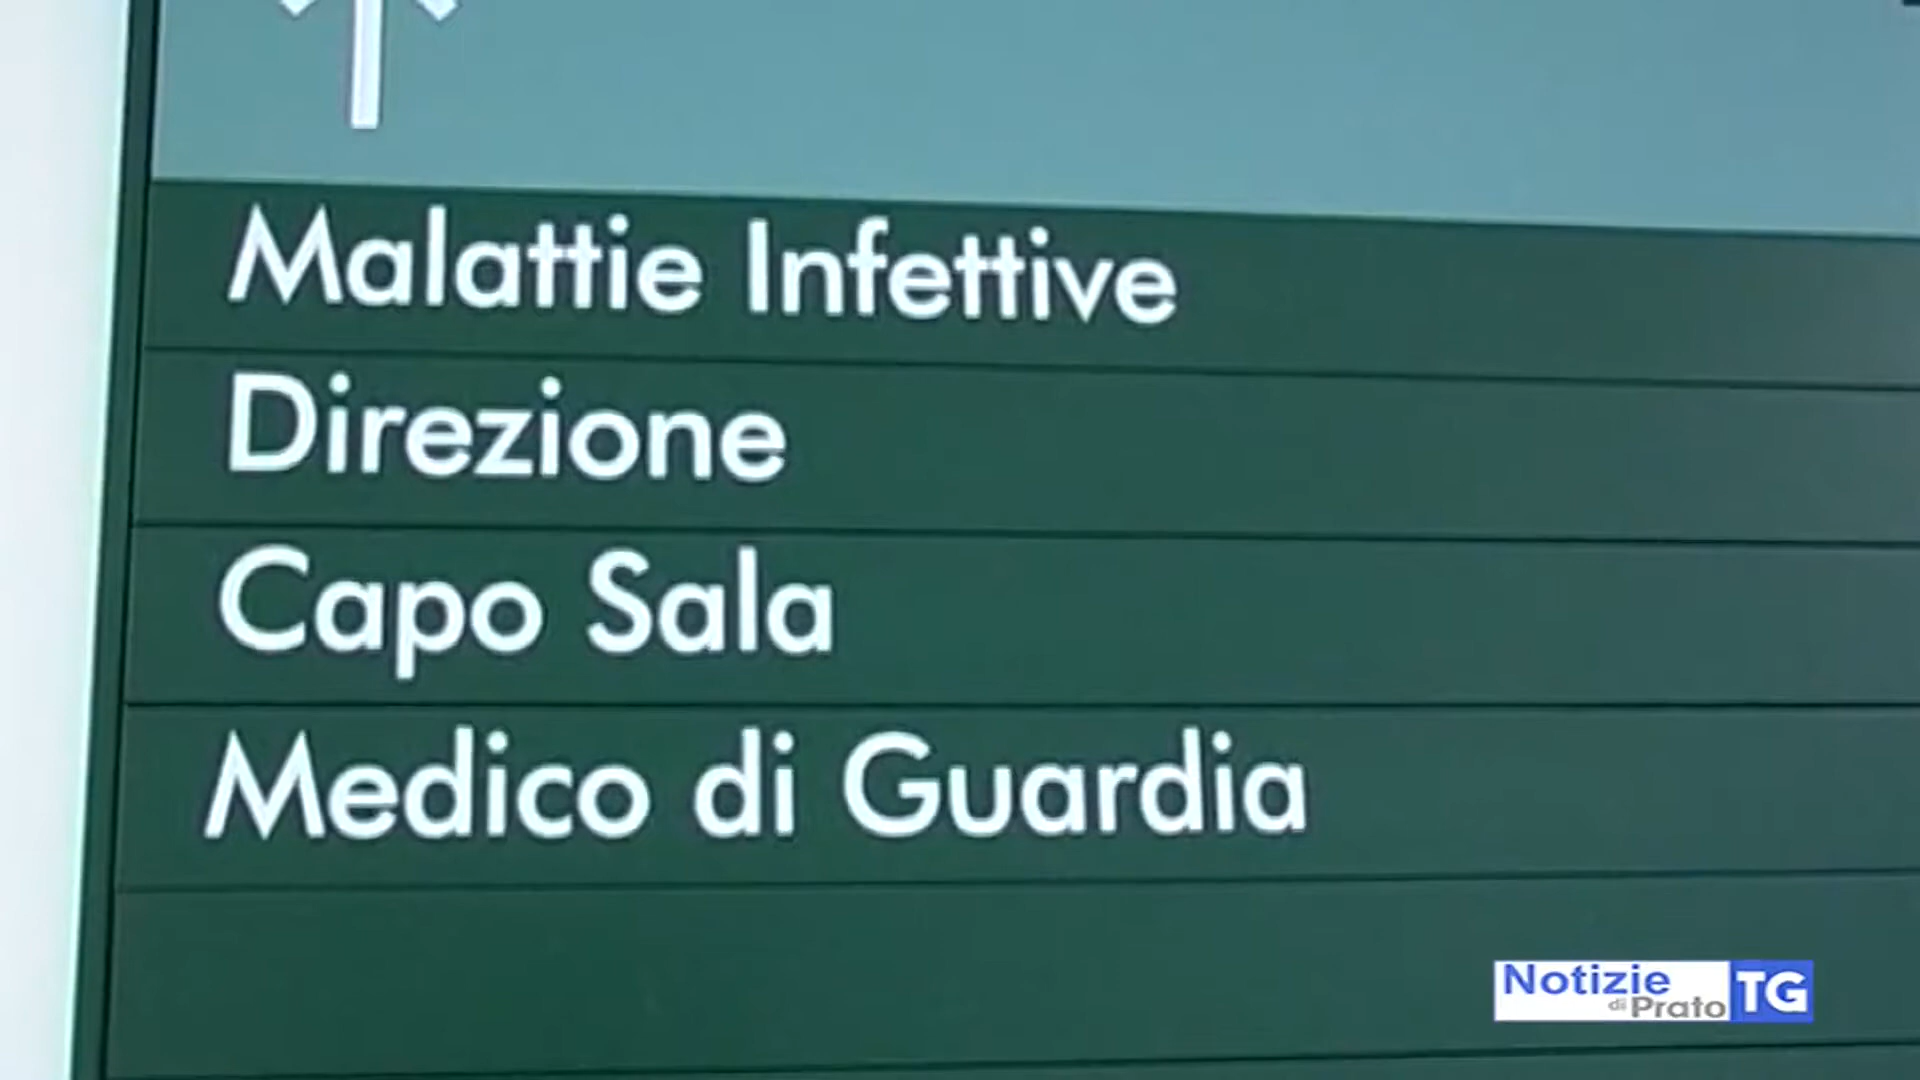 Malattie Infettive
Direzione
Capo Sala
Medico di Guardia
Notizie
di Prato TG